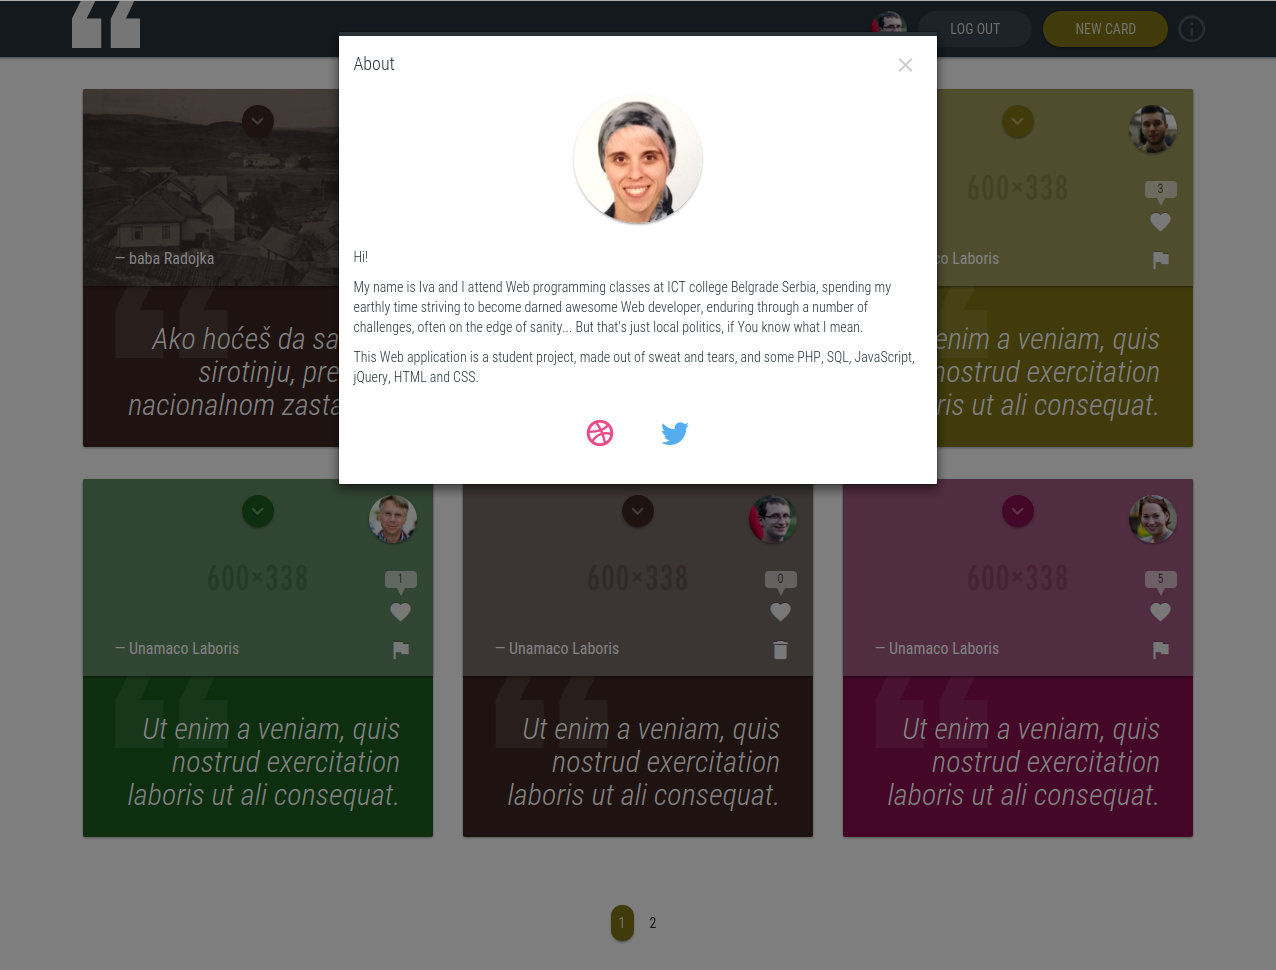 LOG OUT
NEW CARD
About
Hi!
My name is Iva and I attend Web programming classes at ICT college Belgrade Serbia, spending my
earthly time striving to become darned awesome Web developer, enduring through a number of
challenges, often on the edge of sanity... But that's just local politics, if You know what I mean.
This Web application is a student project, made out of sweat and tears, and some PHP, SQL, JavaScript,
jQuery, HTML and CSS.
— baba Radojka
Ako hoćeš da
sirotinju,
nacionalnom
600×338
3
Laboris
veniam, quis
exercitation
ut ali consequat.
600×338
1
— Unamaco Laboris
Ut enim a veniam, quis
nostrud exercitation
laboris ut ali consequat.
600×338
0
— Unamaco Laboris
Ut enim a veniam, quis
nostrud exercitation
laboris ut ali consequat.
600×338
5
— Unamaco Laboris
Ut enim a veniam, quis
nostrud exercitation
laboris ut ali consequat.
1 2